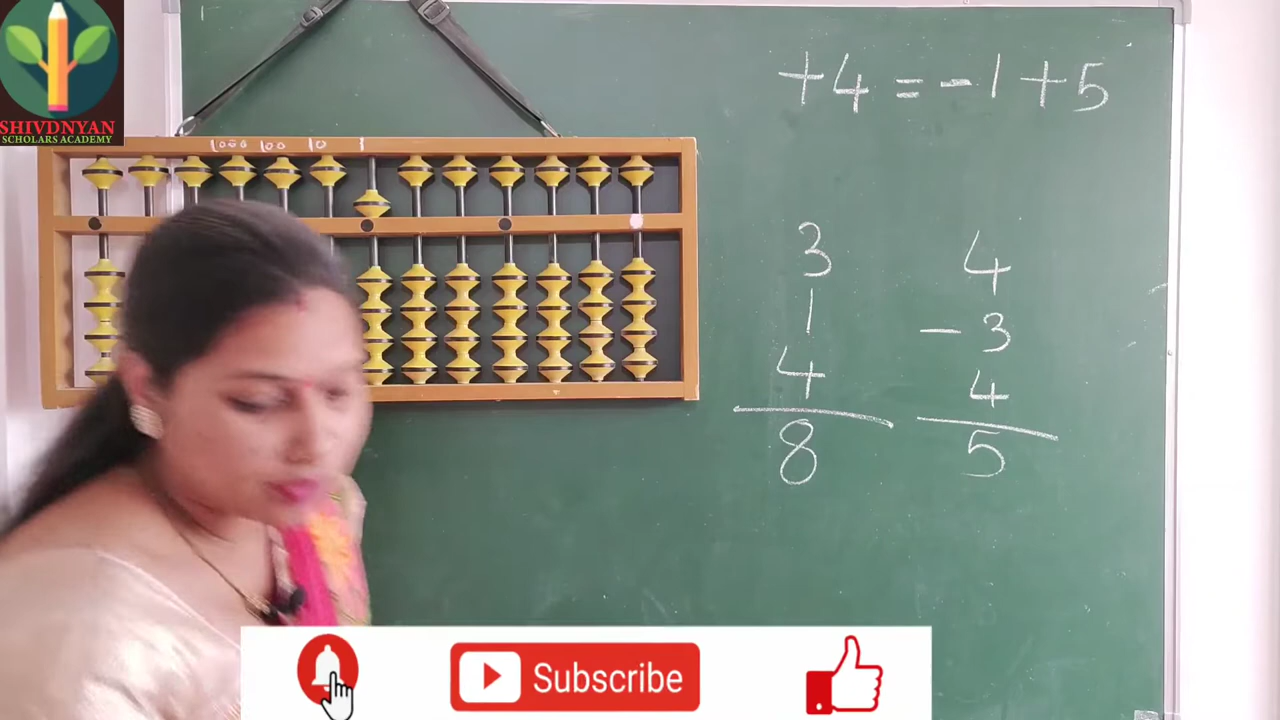 SHIVDNYAN
SCHOLARS ACADEMY
1000 100 10 1
+4 = -1 +5
3
1
4
8
4
-3
4
5
Subscribe